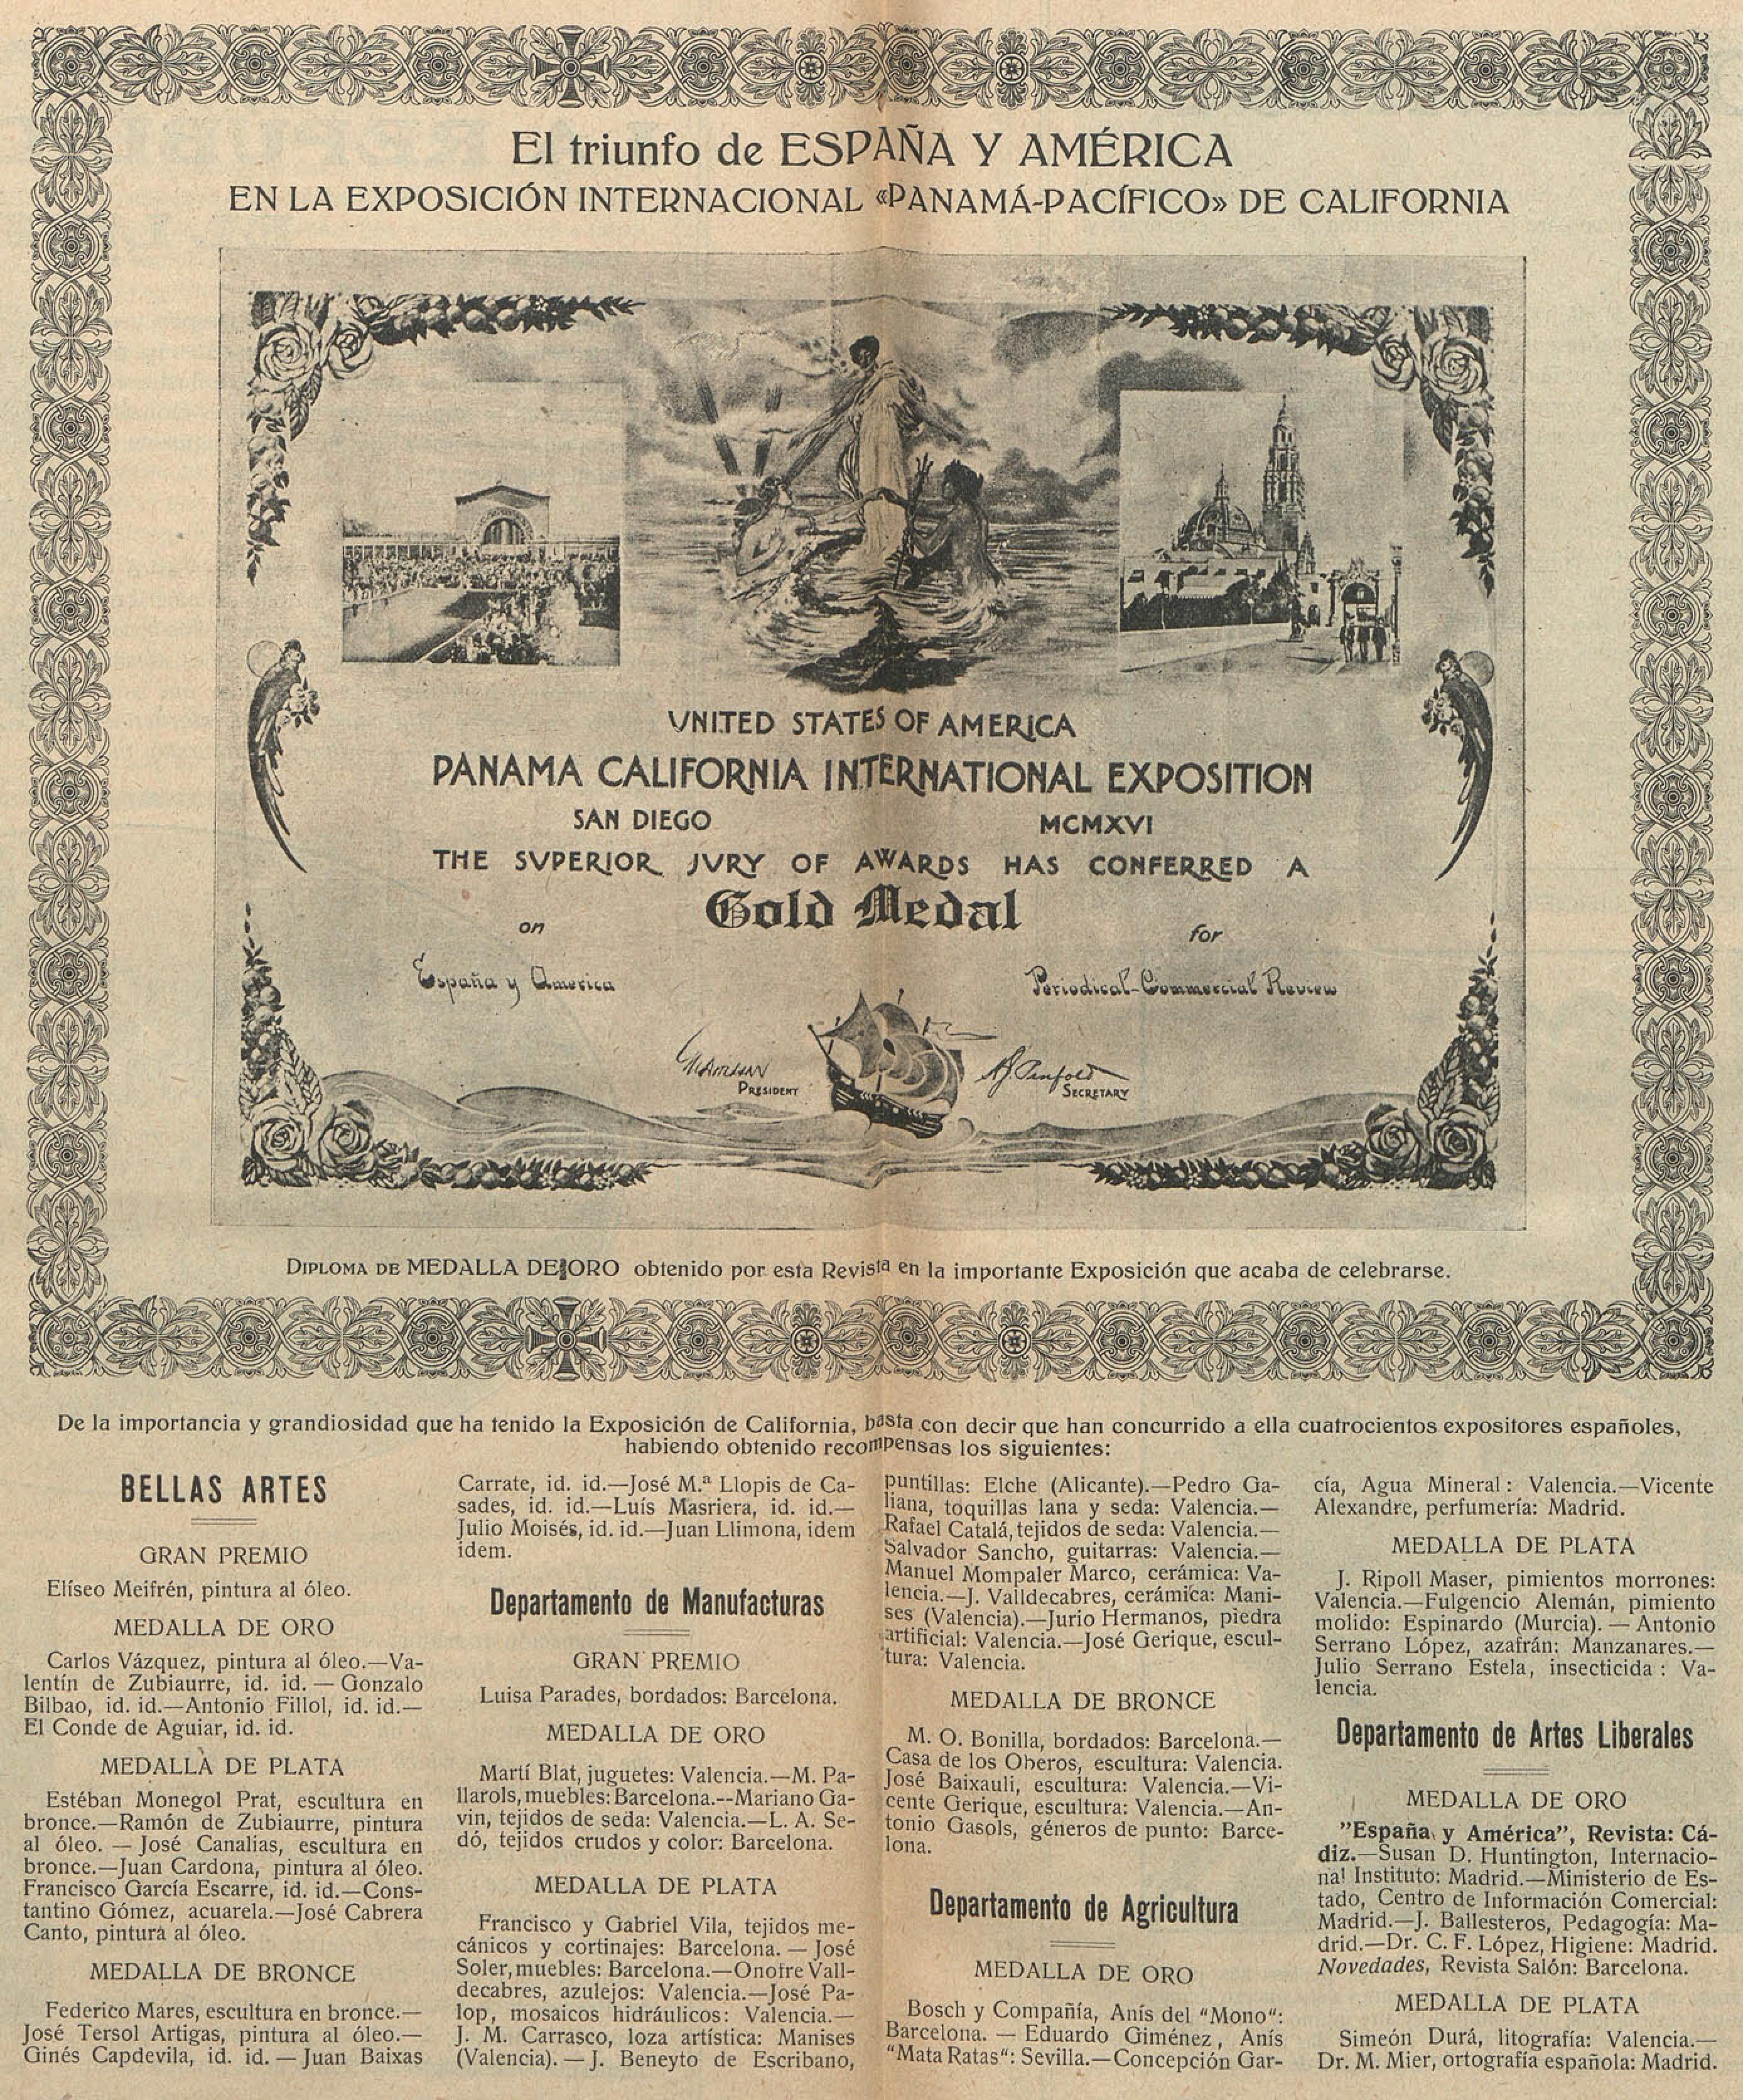 El triunfo de ESPAÑA Y AMÉRICA
EN LA EXPOSICIÓN INTERNACIONAL «PANAMÁ-PACÍFICO» DE CALIFORNIA
UNITED STATES OF AMERICA
PANAMA CALIFORNIA INTERNATIONAL EXPOSITION
SAN DIEGO MCMXVI
THE SVPERIOR JVRY OF AWARDS HAS CONFERRED A
Gold Medal
on for
España y America Periodical-Commercial Review
PRESIDENT
A.J. Penfold
SECRETARY
DIPLOMA DE MEDALLA DE ORO obtenido por esta Revista en la importante Exposición que acaba de celebrarse.
De la importancia y grandiosidad que ha tenido la Exposición de California, basta con decir que han concurrido a ella cuatrocientos expositores españoles,
habiendo obtenido recompensas los siguientes:
BELLAS ARTES
GRAN PREMIO
Elíseo Meifrén, pintura al óleo.
MEDALLA DE ORO
Carlos Vázquez, pintura al óleo.—Va-
lentín de Zubiaurre, id. id. — Gonzalo
Bilbao, id. id.—Antonio Fillol, id. id.—
El Conde de Aguiar, id. id.
MEDALLA DE PLATA
Estéban Monegol Prat, escultura en
bronce.—Ramón de Zubiaurre, pintura
al óleo. — José Canalías, escultura en
bronce.—Juan Cardona, pintura al óleo.
Francisco García Escarre, id. id.—Cons-
tantino Gómez, acuarela.—José Cabrera
Canto, pintura al óleo.
MEDALLA DE BRONCE
Federico Mares, escultura en bronce.—
José Tersol Artigas, pintura al óleo.—
Ginés Capdevila, id. id. — Juan Baixas
Carrate, id. id.—José M.ª Llopis de Ca-
sades, id. id.—Luís Masriera, id. id.—
Julio Moisés, id. id.—Juan Llimona, idem
idem.
Departamento de Manufacturas
GRAN PREMIO
Luisa Parades, bordados: Barcelona.
MEDALLA DE ORO
Martí Blat, juguetes: Valencia.—M. Pa-
llarols, muebles: Barcelona.--Mariano Ga-
vin, tejidos de seda: Valencia.—L. A. Se-
dó, tejidos crudos y color: Barcelona.
MEDALLA DE PLATA
Francisco y Gabriel Vila, tejidos me-
cánicos y cortinajes: Barcelona. — José
Soler, muebles: Barcelona.—Onofre Vall-
decabres, azulejos: Valencia.—José Pa-
lop, mosaicos hidráulicos: Valencia.—
J. M. Carrasco, loza artística: Manises
(Valencia). — J. Beneyto de Escribano,
puntillas: Elche (Alicante).—Pedro Ga-
liana, toquillas lana y seda: Valencia.—
Rafael Catalá, tejidos de seda: Valencia.—
Salvador Sancho, guitarras: Valencia.—
Manuel Mompaler Marco, cerámica: Va-
lencia.—J. Valldecabres, cerámica: Mani-
ses (Valencia).—Jurio Hermanos, piedra
artificial: Valencia.—José Gerique, escul-
tura: Valencia.
MEDALLA DE BRONCE
M. O. Bonilla, bordados: Barcelona.—
Casa de los Oberos, escultura: Valencia.
José Baixauli, escultura: Valencia.—Vi-
cente Gerique, escultura: Valencia.—An-
tonio Gasols, géneros de punto: Barce-
lona.
Departamento de Agricultura
MEDALLA DE ORO
Bosch y Compañía, Anís del “Mono“:
Barcelona. — Eduardo Giménez, Anís
“Mata Ratas“: Sevilla.—Concepción Gar-
cía, Agua Mineral: Valencia.—Vicente
Alexandre, perfumería: Madrid.
MEDALLA DE PLATA
J. Ripoll Maser, pimientos morrones:
Valencia.—Fulgencio Alemán, pimiento
molido: Espinardo (Murcia). — Antonio
Serrano López, azafrán: Manzanares.—
Julio Serrano Estela, insecticida: Va-
lencia.
Departamento de Artes Liberales
MEDALLA DE ORO
"España y América", Revista: Cá-
diz.—Susan D. Huntington, Internacio-
nal Instituto: Madrid.—Ministerio de Es-
tado, Centro de Información Comercial:
Madrid.—J. Ballesteros, Pedagogía: Ma-
drid.—Dr. C. F. López, Higiene: Madrid.
Novedades, Revista Salón: Barcelona.
MEDALLA DE PLATA
Simeón Durá, litografía: Valencia.—
Dr. M. Mier, ortografía española: Madrid.